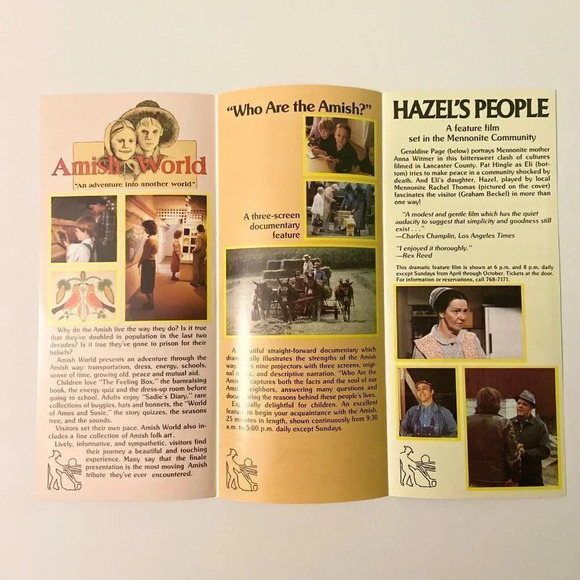 Amish World
"An adventure into another world"
Why do the Amish live the way they do? Is it true
that they've doubled in population in the last two
decades? Is it true they've gone to prison for their
beliefs?
Amish World presents an adventure through the
Amish way: transportation, dress, energy, schools,
sense of time, growing old, peace and mutual aid.
Children love "The Feeling Box," the barnraising
book, the energy quiz and the dress-up room before
going to school. Adults enjoy "Sadie's Diary," rare
collections of buggies, hats and bonnets, the "World
of Amos and Susie," the story quizzes, the seasons
tree, and the sounds.
Visitors set their own pace. Amish World also in-
cludes a fine collection of Amish folk art.
Lively, informative, and sympathetic, visitors find
their journey a beautiful and touching
experience. Many say that the finale
presentation is the most moving Amish
tribute they've ever encountered.
"Who Are the Amish?"
A three-screen
documentary
feature
A beautiful straight-forward documentary which
dramatically illustrates the strengths of the Amish
way. Uses nine projectors with three screens, original
and descriptive narration. "Who Are the
Amish?" captures both the facts and the soul of our
Amish neighbors, answering many questions and
documenting the reasons behind these people's lives.
Especially delightful for children. An excellent
feature to begin your acquaintance with the Amish.
25 minutes in length, shown continuously from 9:30
a.m. to 5:00 p.m. daily except Sundays.
HAZEL'S PEOPLE
A feature film
set in the Mennonite Community
Geraldine Page (below) portrays Mennonite mother
Anna Witmer in this bittersweet clash of cultures
filmed in Lancaster County. Pat Hingle as Eli (bot-
tom) tries to make peace in a community shocked by
death. And Eli's daughter, Hazel, played by local
Mennonite Rachel Thomas (pictured on the cover)
fascinates the visitor (Graham Beckel) in more than
one way!
"A modest and gentle film which has the quiet
audacity to suggest that simplicity and goodness still
exist . . ."
—Charles Champlin, Los Angeles Times
"I enjoyed it thoroughly."
—Rex Reed
This dramatic feature film is shown at 6 p.m. and 8 p.m. daily
except Sundays from April through October. Tickets at the door.
For information or reservations, call 768-7171.